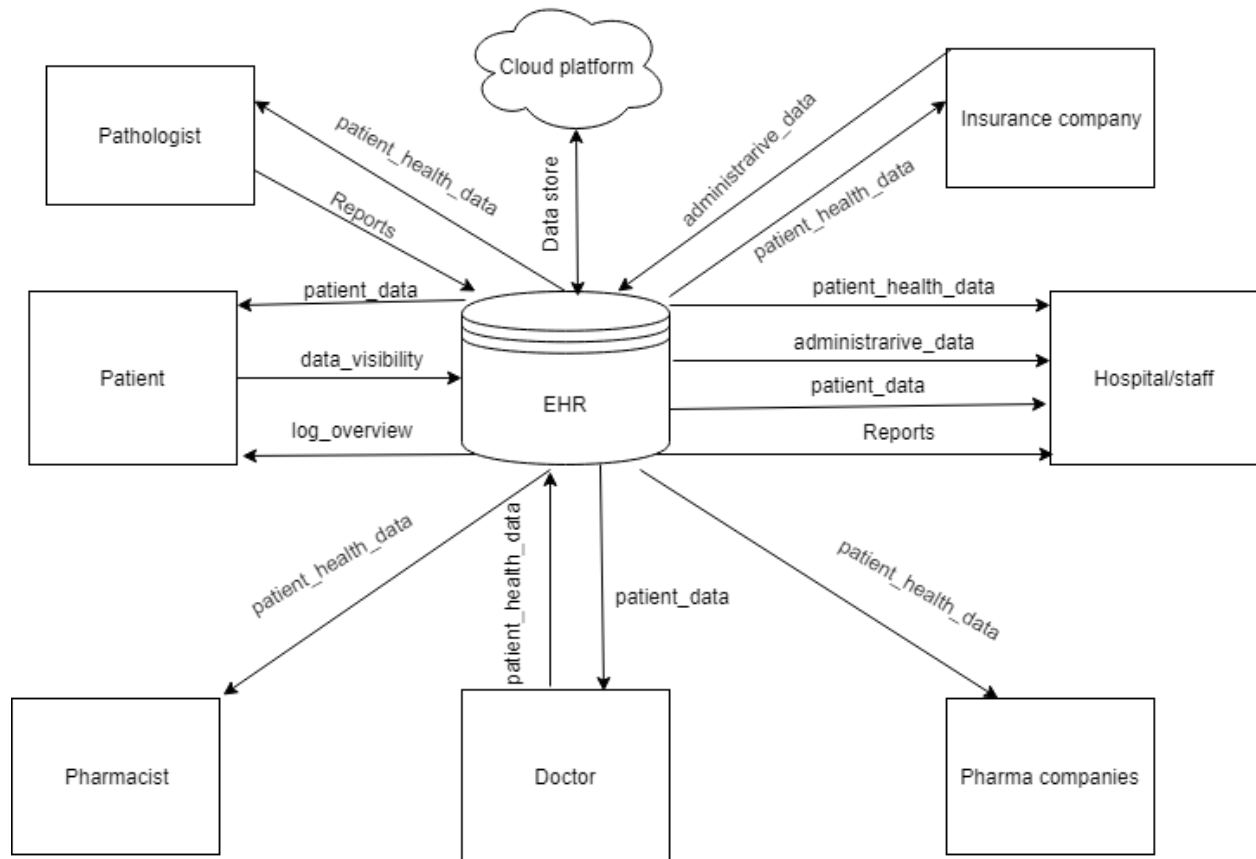 Cloud platform
Pathologist
Insurance company
patient_health_data
Reports
Data store
administrarive_data
patient_health_data
patient_data
patient_health_data
Patient
data_visibility
administrarive_data
EHR
patient_data
Hospital/staff
log_overview
Reports
patient_health_data
patient_health_data
patient_data
patient_health_data
Pharmacist
Doctor
Pharma companies